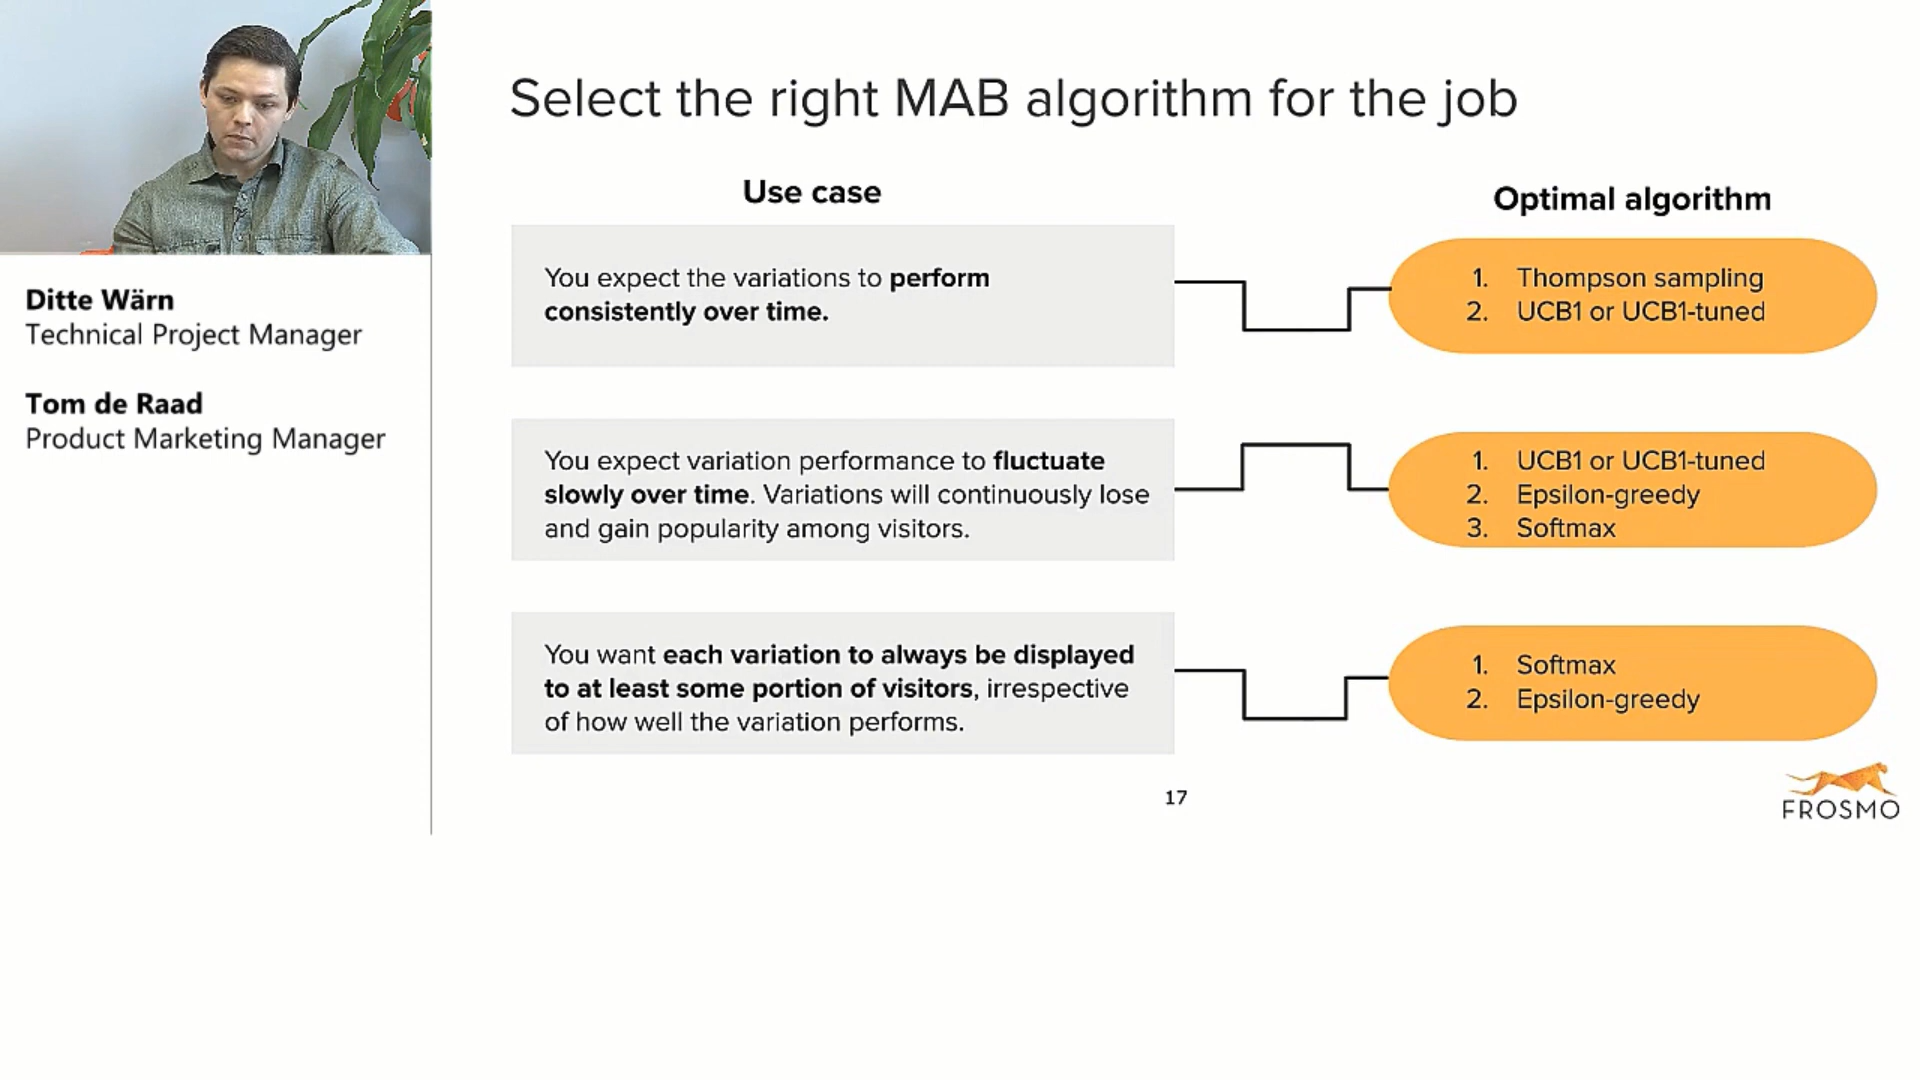 Select the right MAB algorithm for the job
Ditte Wärn
Technical Project Manager
Tom de Raad
Product Marketing Manager
Use case
Optimal algorithm
You expect the variations to perform
consistently over time.
1. Thompson sampling
2. UCB1 or UCB1-tuned
You expect variation performance to fluctuate
slowly over time. Variations will continuously lose
and gain popularity among visitors.
1. UCB1 or UCB1-tuned
2. Epsilon-greedy
3. Softmax
You want each variation to always be displayed
to at least some portion of visitors, irrespective
of how well the variation performs.
1. Softmax
2. Epsilon-greedy
17
FROSMO